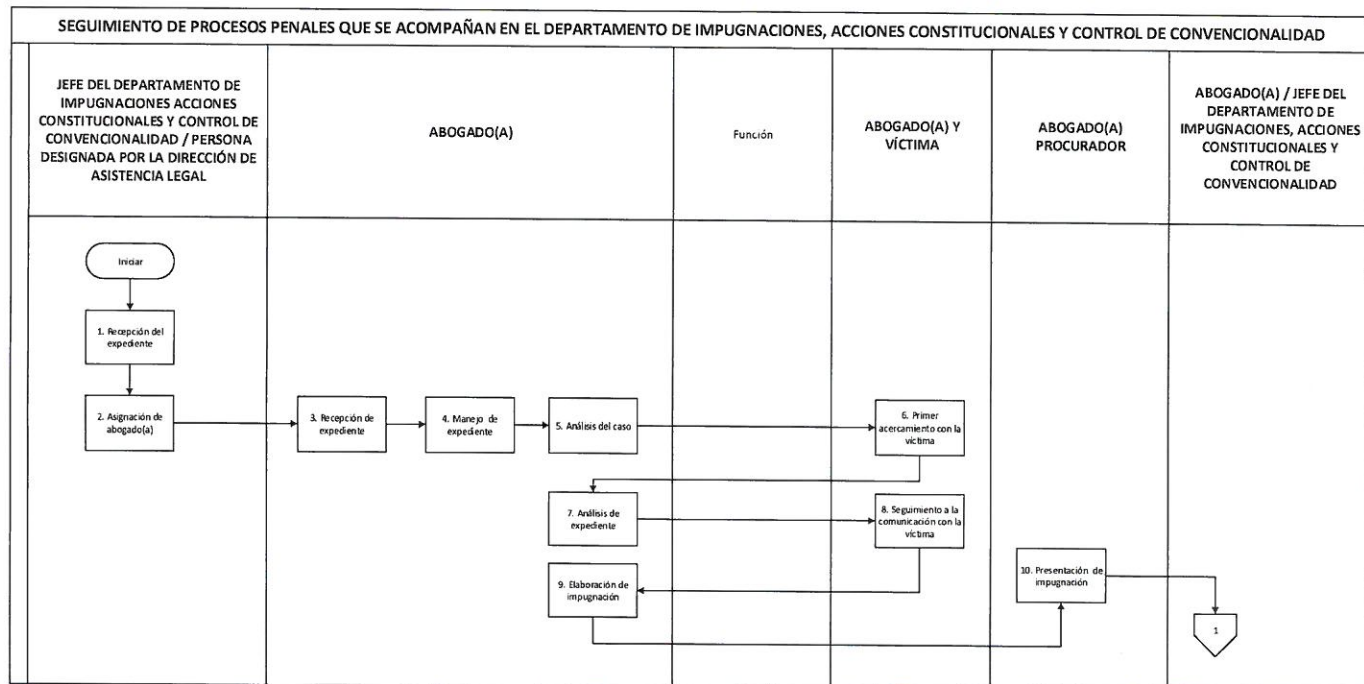 SEGUIMIENTO DE PROCESOS PENALES QUE SE ACOMPAÑAN EN EL DEPARTAMENTO DE IMPUGNACIONES, ACCIONES CONSTITUCIONALES Y CONTROL DE CONVENCIONALIDAD
JEFE DEL DEPARTAMENTO DE
IMPUGNACIONES ACCIONES
CONSTITUCIONALES Y CONTROL DE
CONVENCIONALIDAD / PERSONA
DESIGNADA POR LA DIRECCIÓN DE
ASISTENCIA LEGAL
ABOGADO(A)
Función
ABOGADO(A) Y
VÍCTIMA
ABOGADO(A)
PROCURADOR
ABOGADO(A) / JEFE DEL
DEPARTAMENTO DE
IMPUGNACIONES, ACCIONES
CONSTITUCIONALES Y
CONTROL DE
CONVENCIONALIDAD
Iniciar
1. Recepción del
expediente
2. Asignación de
abogado(a)
3. Recepción de
expediente
4. Manejo de
expediente
5. Análisis del caso
6. Primer
acercamiento con la
víctima
7. Análisis de
expediente
8. Seguimiento a la
comunicación con la
víctima
9. Elaboración de
impugnación
10. Presentación de
impugnación
1